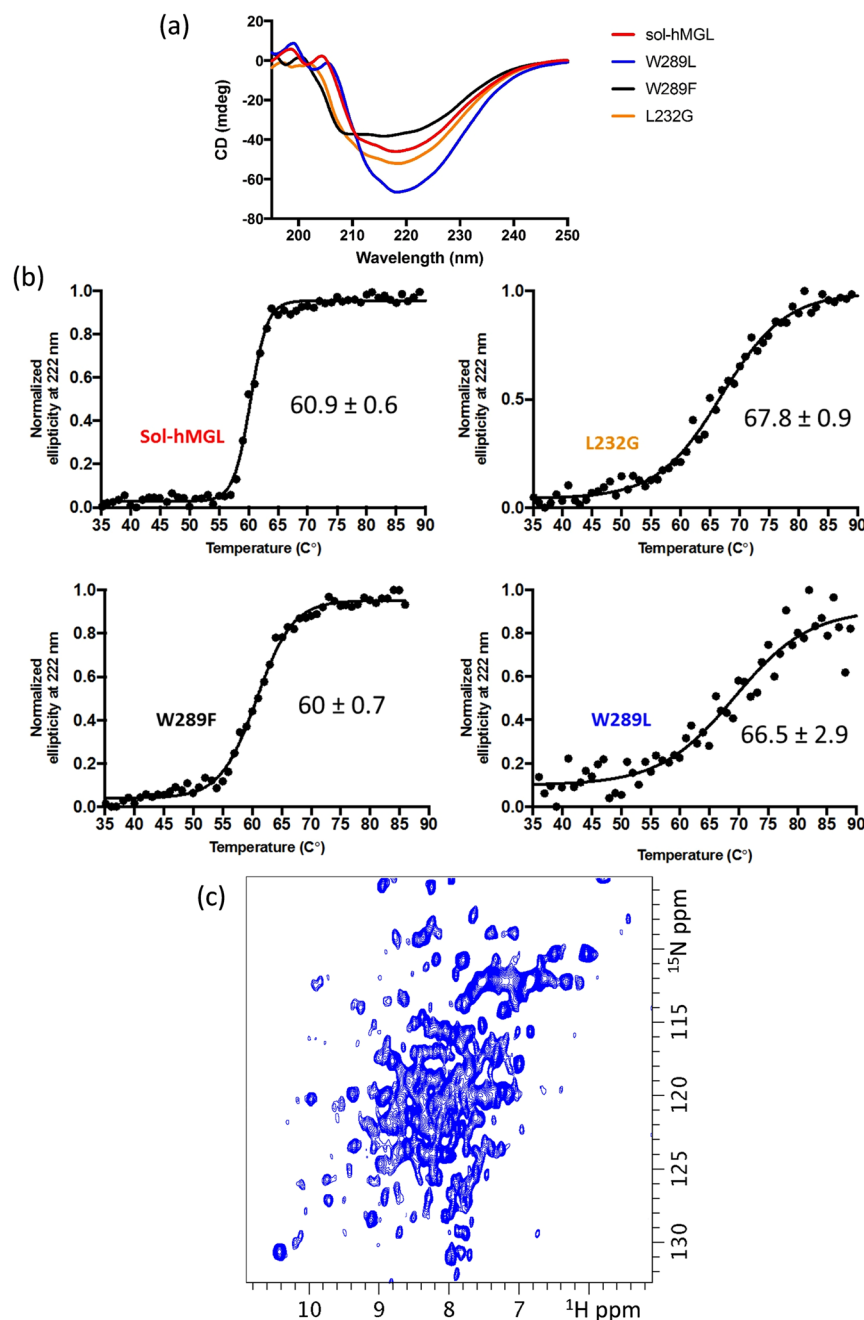 (a)
20
0
-20
-40
-60
-80
CD (mdeg)
200 210 220 230 240 250
Wavelength (nm)
sol-hMGL
W289L
W289F
L232G
(b)
1.0
0.8
0.6
0.4
0.2
0.0
Normalized
ellipticity at 222 nm
60.9 ± 0.6
Sol-hMGL
35 40 45 50 55 60 65 70 75 80 85 90
Temperature (C°)
1.0
0.5
0.0
Normalized
ellipticity at 222 nm
67.8 ± 0.9
L232G
35 40 45 50 55 60 65 70 75 80 85 90
Temperature (C°)
1.0
0.8
0.6
0.4
0.2
0.0
Normalized
ellipticity at 222 nm
60 ± 0.7
W289F
35 40 45 50 55 60 65 70 75 80 85 90
Temperature (C°)
1.0
0.8
0.6
0.4
0.2
0.0
Normalized
ellipticity at 222 nm
W289L
66.5 ± 2.9
35 40 45 50 55 60 65 70 75 80 85 90
Temperature (C°)
(c)
15N ppm
115
120
125
130
10 9 8 7 1H ppm